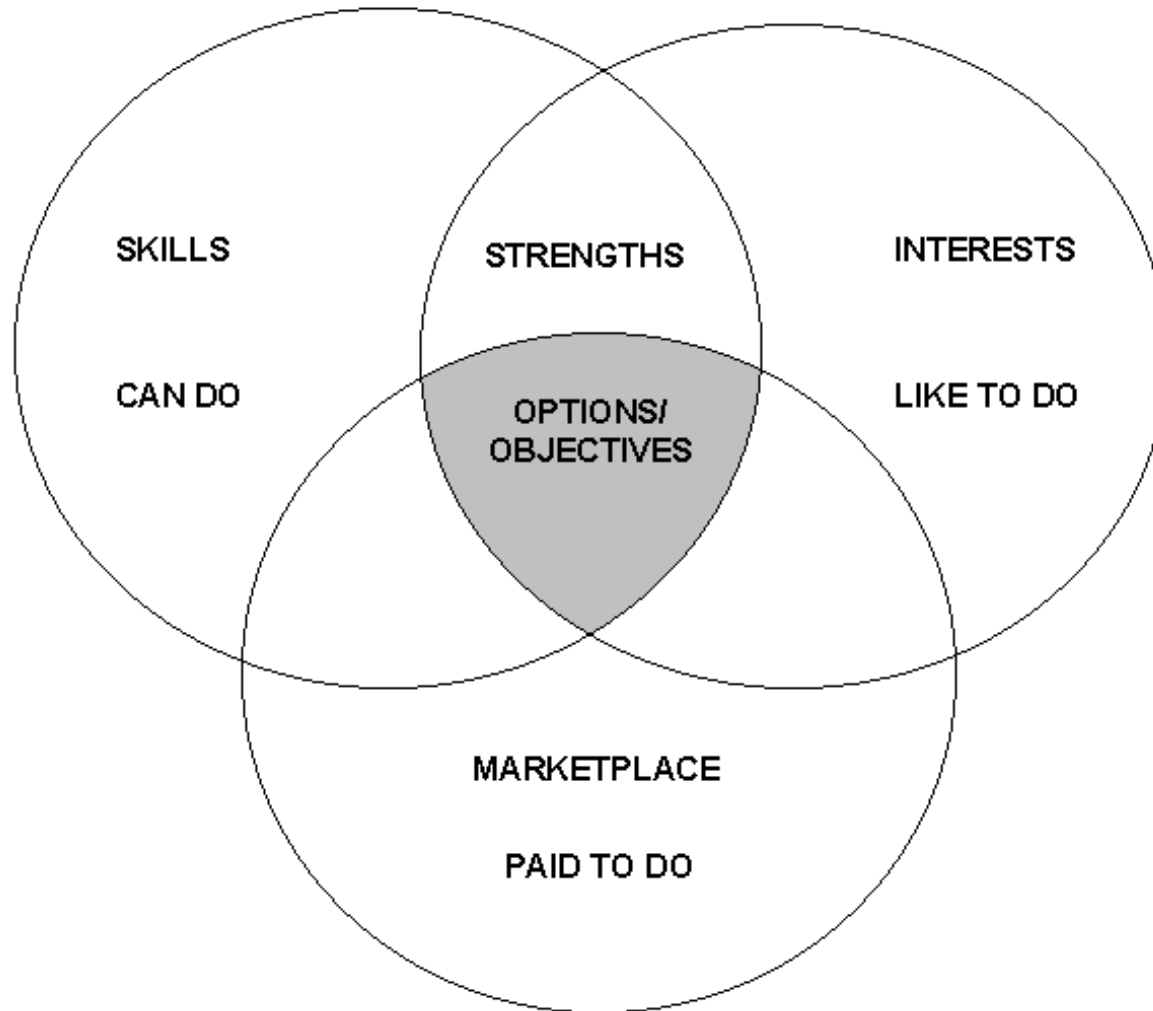 SKILLS
STRENGTHS
INTERESTS
CAN DO
OPTIONS/
OBJECTIVES
LIKE TO DO
MARKETPLACE
PAID TO DO